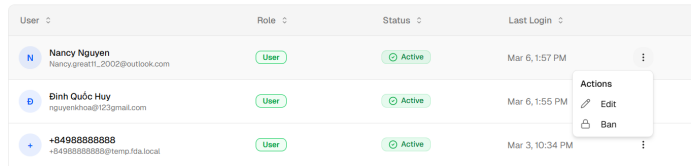 User Role Status Last Login
N Nancy Nguyen
Nancy.great11_2002@outlook.com
User Active Mar 6, 1:57 PM
Actions
Edit
Ban
Đ Đinh Quốc Huy
nguyenkhoa@123gmail.com
User Active Mar 6, 1:55 PM
+ +84988888888
+84988888888@temp.fda.local
User Active Mar 3, 10:34 PM